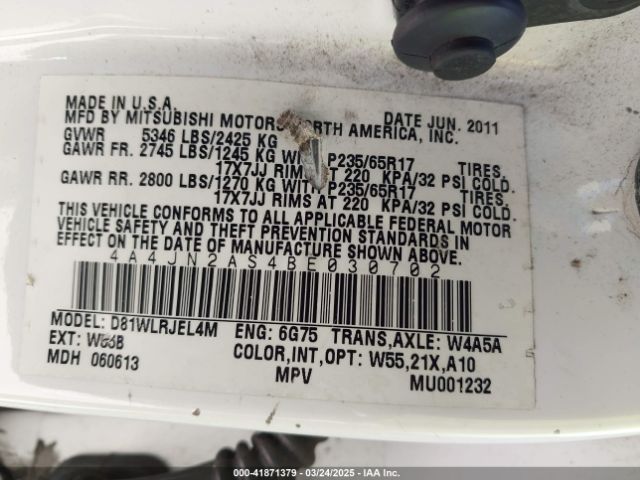 MADE IN U.S.A. DATE JUN. 2011
MFD BY MITSUBISHI MOTORS NORTH AMERICA, INC.
GVWR 5346 LBS/2425 KG
GAWR FR. 2745 LBS/1245 KG WITH P235/65R17 TIRES,
17X7JJ RIMS AT 220 KPA/32 PSI COLD.
GAWR RR. 2800 LBS/1270 KG WITH P235/65R17 TIRES,
17X7JJ RIMS AT 220 KPA/32 PSI COLD.
THIS VEHICLE CONFORMS TO ALL APPLICABLE FEDERAL MOTOR
VEHICLE SAFETY AND THEFT PREVENTION STANDARDS IN
EFFECT ON THE DATE OF MANUFACTURE SHOWN ABOVE.
4A4JN2AS4BE030702
MODEL: D81WLRJEL4M ENG: 6G75 TRANS,AXLE: W4A5A
EXT: COLOR,INT,OPT: W55,21X,A10
MDH 060613 MPV MU001232
000-41871379 • 03/24/2025 • IAA Inc.